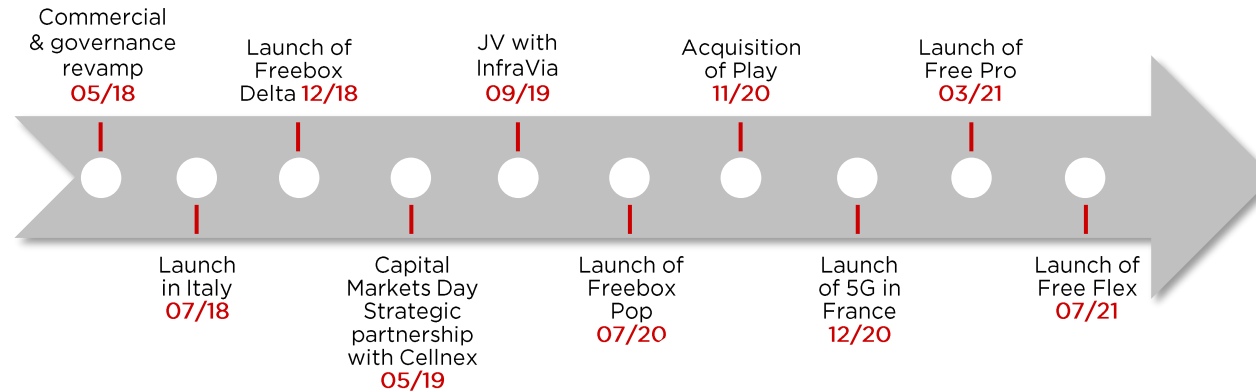 Commercial
& governance
revamp
05/18
Launch
in Italy
07/18
Launch of
Freebox
Delta 12/18
Capital
Markets Day
Strategic
partnership
with Cellnex
05/19
JV with
InfraVia
09/19
Launch of
Freebox
Pop
07/20
Acquisition
of Play
11/20
Launch
of 5G in
France
12/20
Launch of
Free Pro
03/21
Launch of
Free Flex
07/21